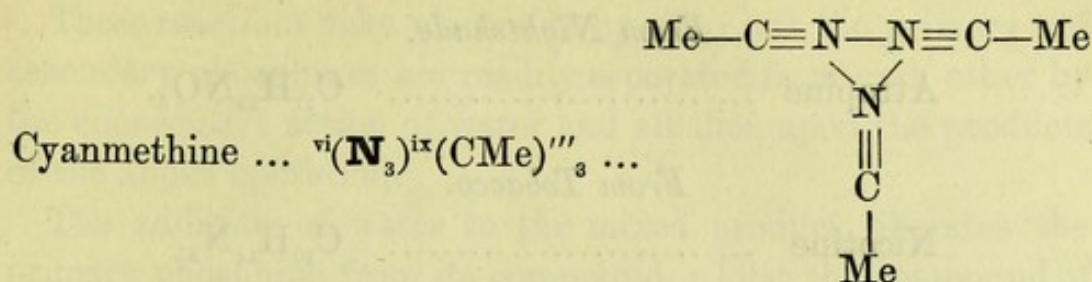 Me—C≡N—N≡C—Me
N
|||
Cyanmethine ... ᵛⁱ(N₃)ⁱˣ(CMe)‴₃ ...
C
|
Me